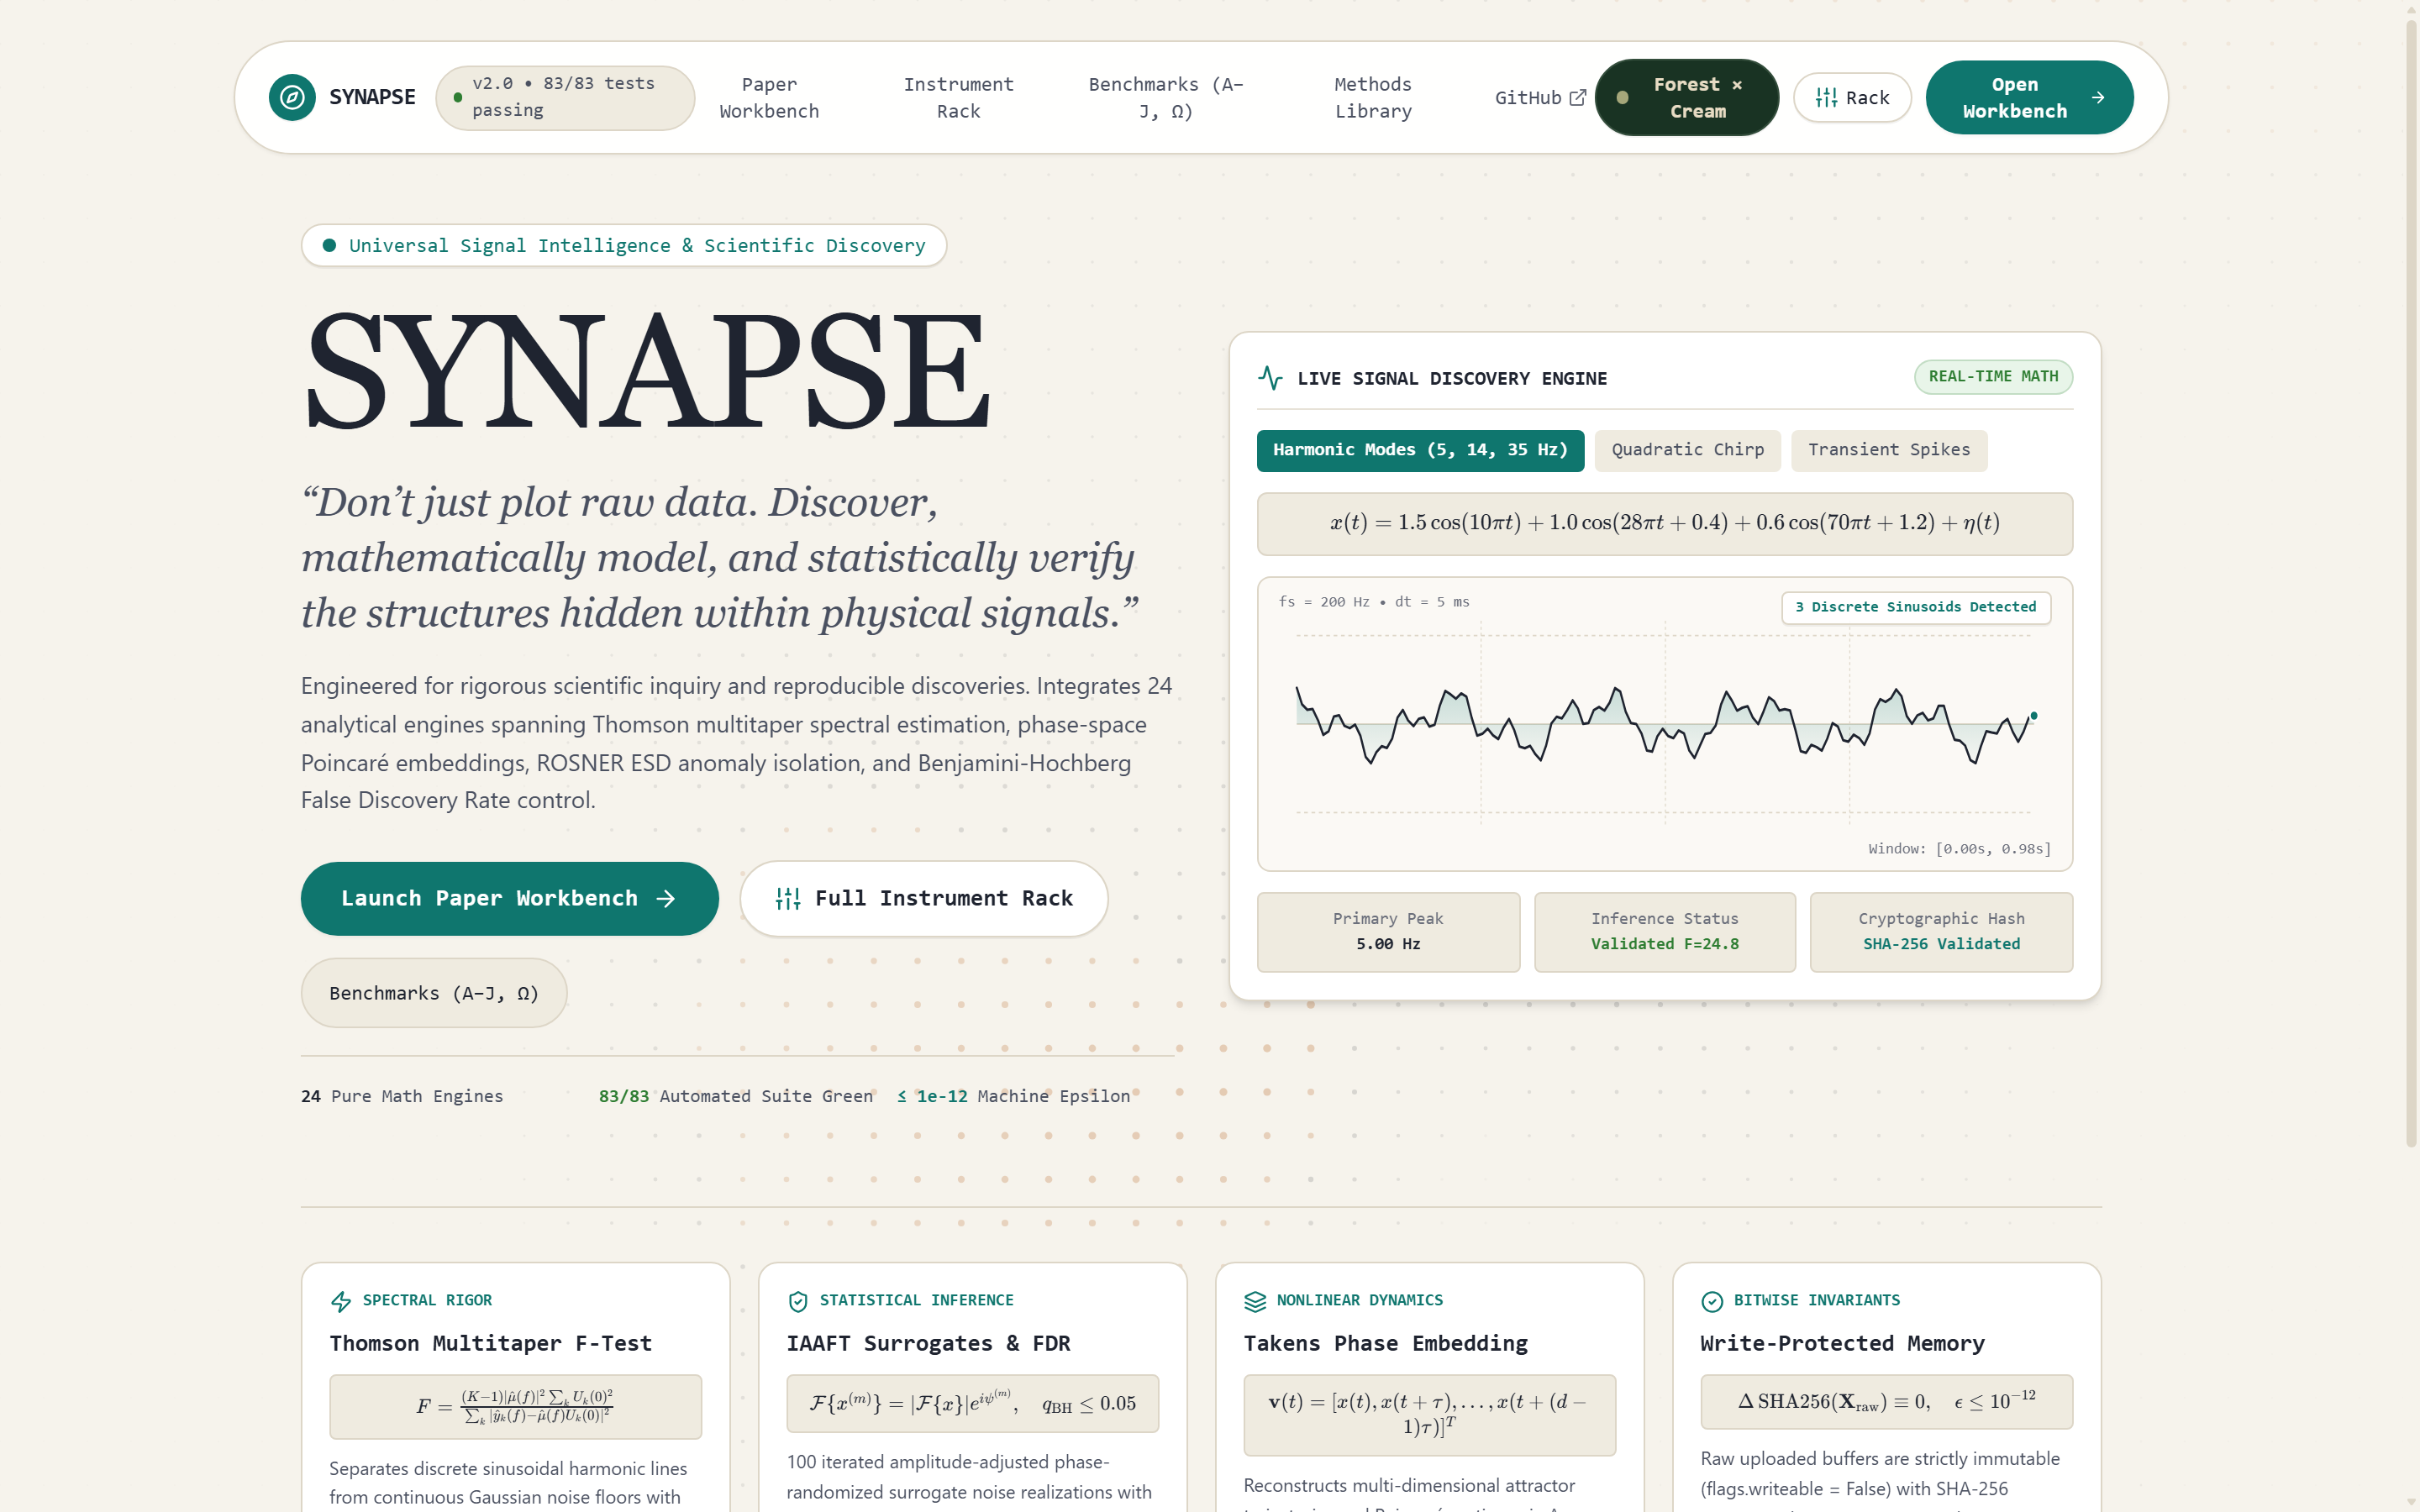 SYNAPSE
v2.0 • 83/83 tests
passing
Paper
Workbench
Instrument
Rack
Benchmarks (A–
J, Ω)
Methods
Library
GitHub
Forest ×
Cream
Rack
Open
Workbench
Universal Signal Intelligence & Scientific Discovery
SYNAPSE
“Don’t just plot raw data. Discover,
mathematically model, and statistically verify
the structures hidden within physical signals.”
Engineered for rigorous scientific inquiry and reproducible discoveries. Integrates 24
analytical engines spanning Thomson multitaper spectral estimation, phase-space
Poincaré embeddings, ROSNER ESD anomaly isolation, and Benjamini-Hochberg
False Discovery Rate control.
Launch Paper Workbench
Full Instrument Rack
Benchmarks (A–J, Ω)
24 Pure Math Engines
83/83 Automated Suite Green
≤ 1e-12 Machine Epsilon
LIVE SIGNAL DISCOVERY ENGINE
REAL-TIME MATH
Harmonic Modes (5, 14, 35 Hz)
Quadratic Chirp
Transient Spikes
x(t) = 1.5 cos(10πt) + 1.0 cos(28πt + 0.4) + 0.6 cos(70πt + 1.2) + η(t)
fs = 200 Hz • dt = 5 ms
3 Discrete Sinusoids Detected
Window: [0.00s, 0.98s]
Primary Peak
5.00 Hz
Inference Status
Validated F=24.8
Cryptographic Hash
SHA-256 Validated
SPECTRAL RIGOR
Thomson Multitaper F-Test
F = (K−1)|μ̂(f)|² ∑ₖ Uₖ(0)² / ∑ₖ |ŷₖ(f)−μ̂(f)Uₖ(0)|²
Separates discrete sinusoidal harmonic lines
from continuous Gaussian noise floors with
STATISTICAL INFERENCE
IAAFT Surrogates & FDR
ℱ{x^(m)} = |ℱ{x}|e^{iψ^(m)}, q_BH ≤ 0.05
100 iterated amplitude-adjusted phase-
randomized surrogate noise realizations with
NONLINEAR DYNAMICS
Takens Phase Embedding
v(t) = [x(t), x(t + τ), … , x(t + (d −
1)τ)]ᵀ
Reconstructs multi-dimensional attractor
BITWISE INVARIANTS
Write-Protected Memory
Δ SHA256(X_raw) ≡ 0, ϵ ≤ 10⁻¹²
Raw uploaded buffers are strictly immutable
(flags.writeable = False) with SHA-256